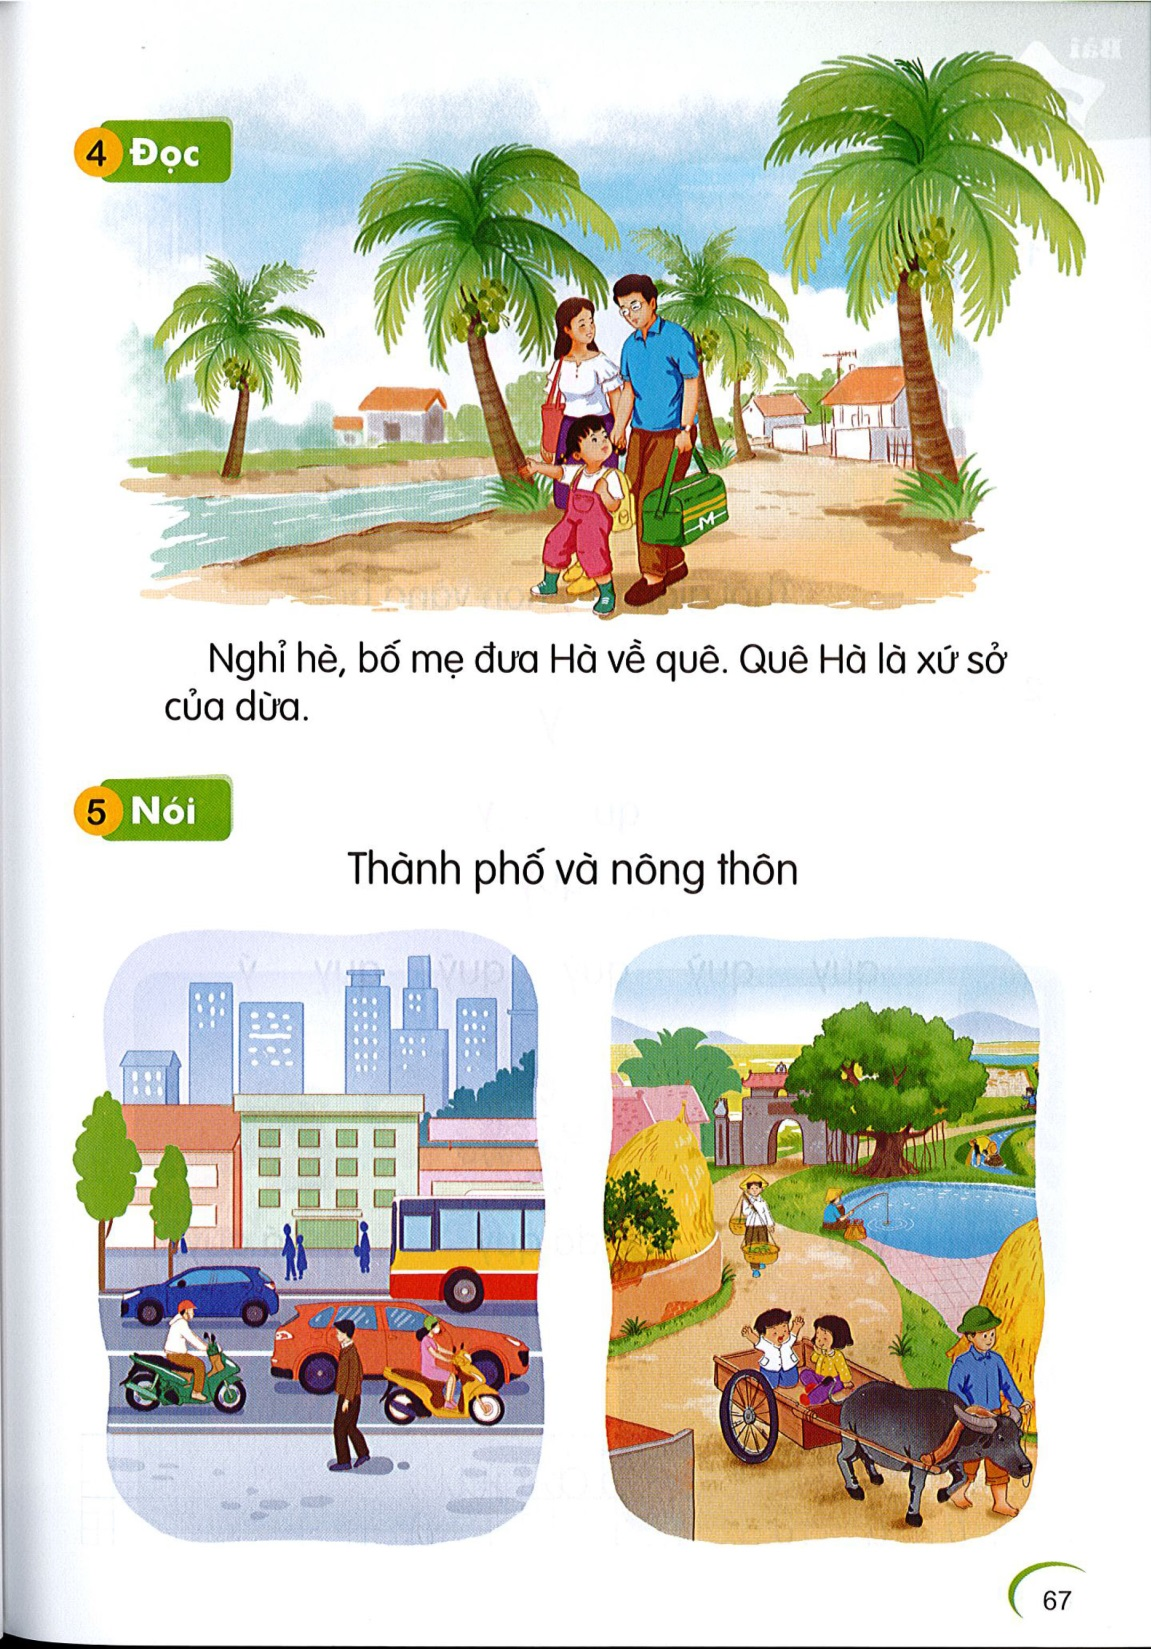 4 Đọc
Nghỉ hè, bố mẹ đưa Hà về quê. Quê Hà là xứ sở
của dừa.
5 Nói
Thành phố và nông thôn
67